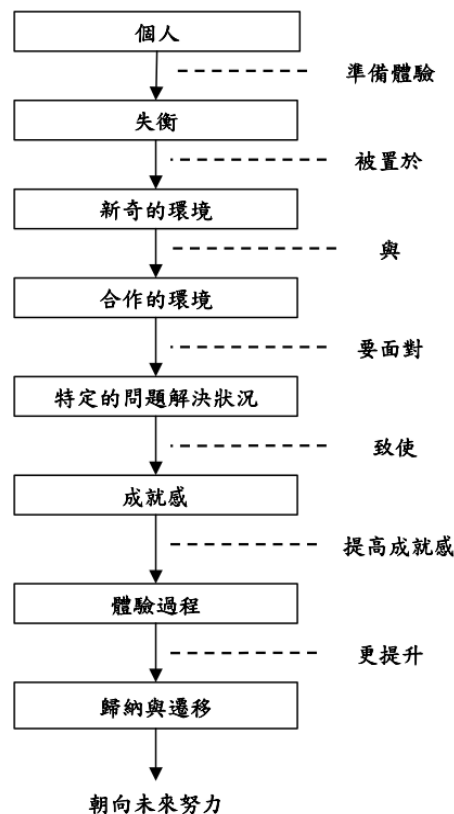 個人
準備體驗
失衡
被置於
新奇的環境
與
合作的環境
要面對
特定的問題解決狀況
致使
成就感
提高成就感
體驗過程
更提升
歸納與遷移
朝向未來努力